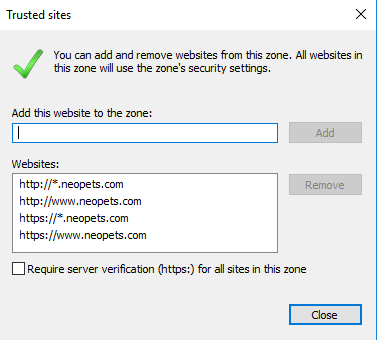 Trusted sites
You can add and remove websites from this zone. All websites in
this zone will use the zone's security settings.
Add this website to the zone:
Add
Websites:
http://*.neopets.com
http://www.neopets.com
https://*.neopets.com
https://www.neopets.com
Remove
Require server verification (https:) for all sites in this zone
Close